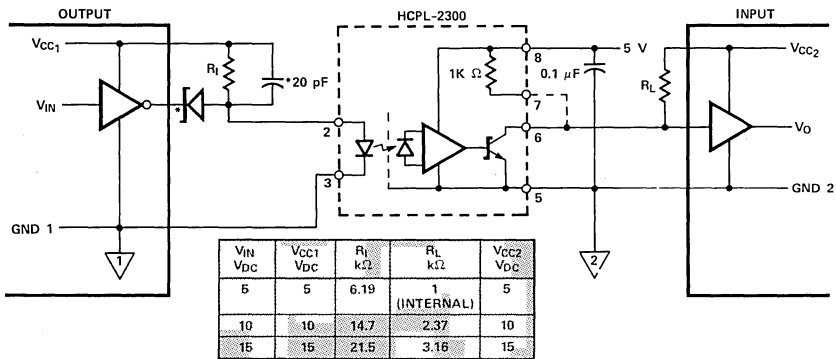 OUTPUT
HCPL-2300
INPUT
VCC1
RI
*20 pF
VIN
*
GND 1
1
2
3
8
5 V
1K Ω
0.1 μF
7
6
5
RL
VCC2
VO
GND 2
2
VIN VDC VCC1 VDC RI kΩ RL kΩ VCC2 VDC
5 5 6.19 1 (INTERNAL) 5
10 10 14.7 2.37 10
15 15 21.5 3.16 15